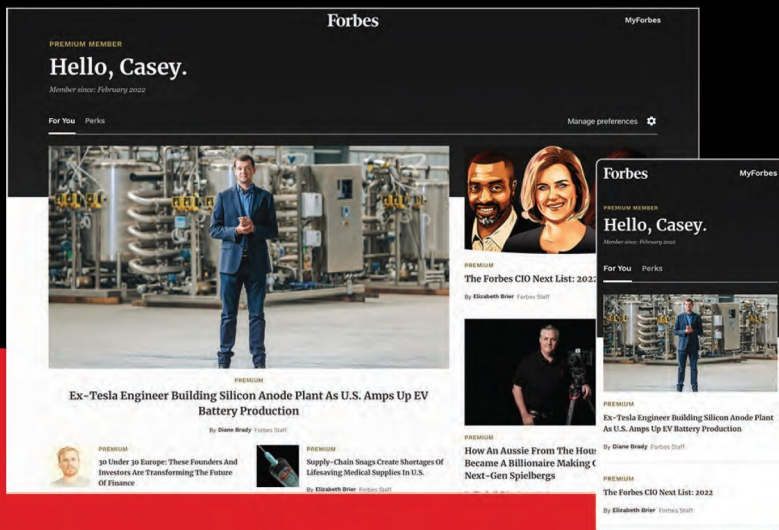 Forbes
MyForbes
PREMIUM MEMBER
Hello, Casey.
Member since: February 2022
For You Perks
Manage preferences
PREMIUM
Ex-Tesla Engineer Building Silicon Anode Plant As U.S. Amps Up EV
Battery Production
By Diane Brady Forbes Staff
PREMIUM
30 Under 30 Europe: These Founders And
Investors Are Transforming The Future
Of Finance
PREMIUM
Supply-Chain Snags Create Shortages Of
Lifesaving Medical Supplies In U.S.
By Elizabeth Brier Forbes Staff
PREMIUM
The Forbes CIO Next List: 2022
By Elizabeth Brier Forbes Staff
PREMIUM
How An Aussie From The Hous
Became A Billionaire Making
Next-Gen Spielbergs
Forbes
MyForbes
PREMIUM MEMBER
Hello, Casey.
Member since: February 2022
For You Perks
PREMIUM
Ex-Tesla Engineer Building Silicon Anode Plant
As U.S. Amps Up EV Battery Production
By Diane Brady Forbes Staff
PREMIUM
The Forbes CIO Next List: 2022
By Elizabeth Brier Forbes Staff